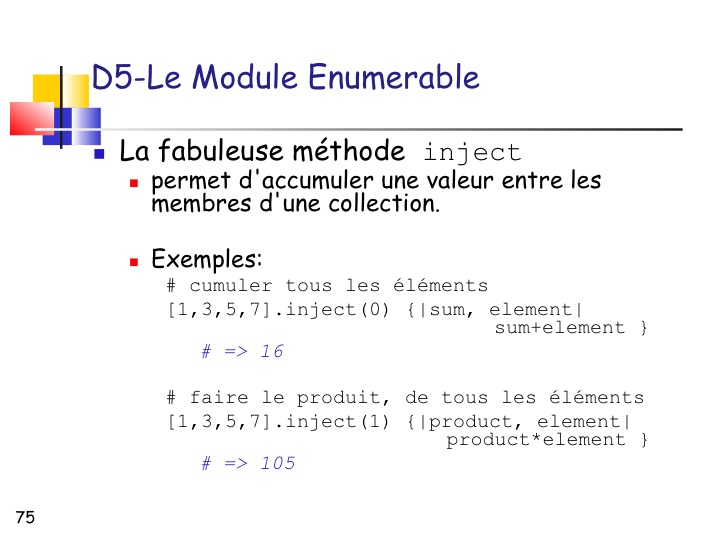 D5-Le Module Enumerable
La fabuleuse méthode inject
permet d'accumuler une valeur entre les
membres d'une collection.
Exemples:
# cumuler tous les éléments
[1,3,5,7].inject(0) {|sum, element|
sum+element }
# => 16
# faire le produit, de tous les éléments
[1,3,5,7].inject(1) {|product, element|
product*element }
# => 105
75